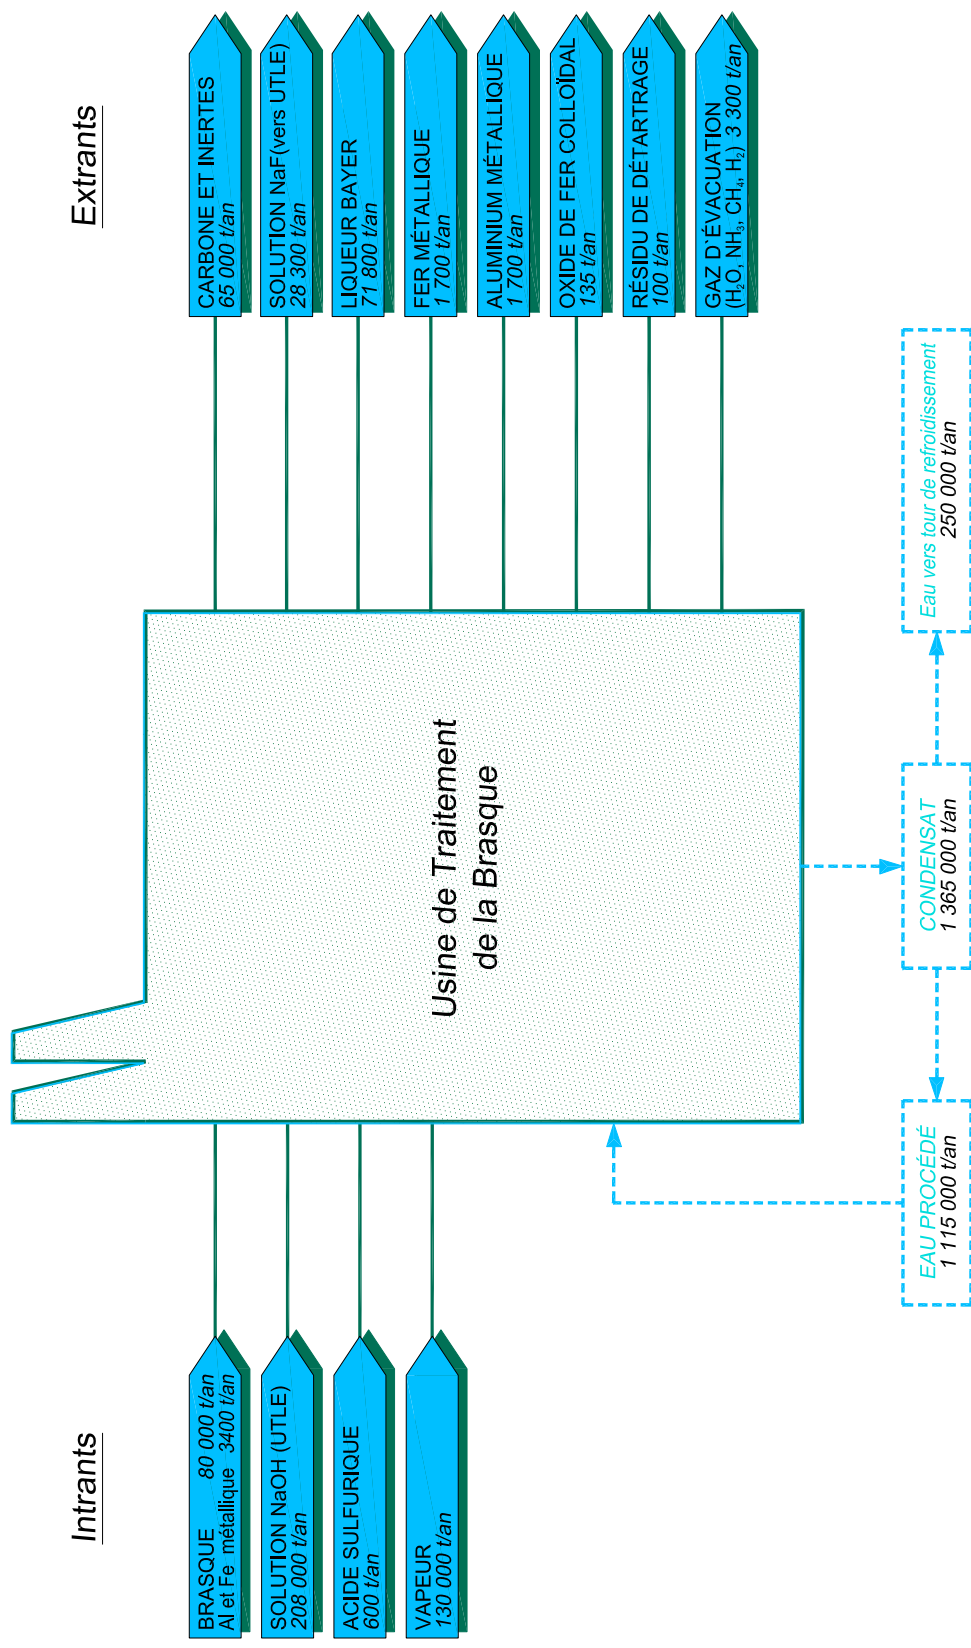 Intrants
BRASQUE 80 000 t/an
Al et Fe métallique 3400 t/an
SOLUTION NaOH (UTLE)
208 000 t/an
ACIDE SULFURIQUE
600 t/an
VAPEUR
130 000 t/an
Usine de Traitement
de la Brasque
Extrants
CARBONE ET INERTES
65 000 t/an
SOLUTION NaF(vers UTLE)
28 300 t/an
LIQUEUR BAYER
71 800 t/an
FER MÉTALLIQUE
1 700 t/an
ALUMINIUM MÉTALLIQUE
1 700 t/an
OXIDE DE FER COLLOÏDAL
135 t/an
RÉSIDU DE DÉTARTRAGE
100 t/an
GAZ D`ÉVACUATION
(H₂O, NH₃, CH₄, H₂) 3 300 t/an
EAU PROCÉDÉ
1 115 000 t/an
CONDENSAT
1 365 000 t/an
Eau vers tour de refroidissement
250 000 t/an